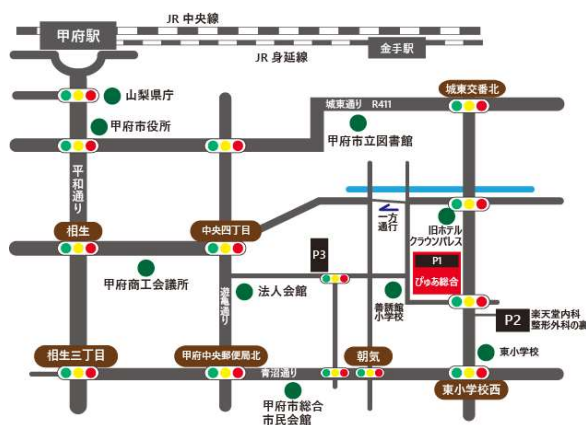 JR 中央線
甲府駅
金手駅
JR 身延線
山梨県庁
城東交番北
城東通り R411
甲府市役所
甲府市立図書館
平和通り
一方
通行
旧ホテル
クラウンパレス
相生
中央四丁目
P3
P1
ぴゅあ総合
甲府商工会議所
遊亀通り
法人会館
善誘館
小学校
P2
楽天堂内科
整形外科の裏
相生三丁目
甲府中央郵便局北
朝気
東小学校
青沼通り
東小学校西
甲府市総合
市民会館